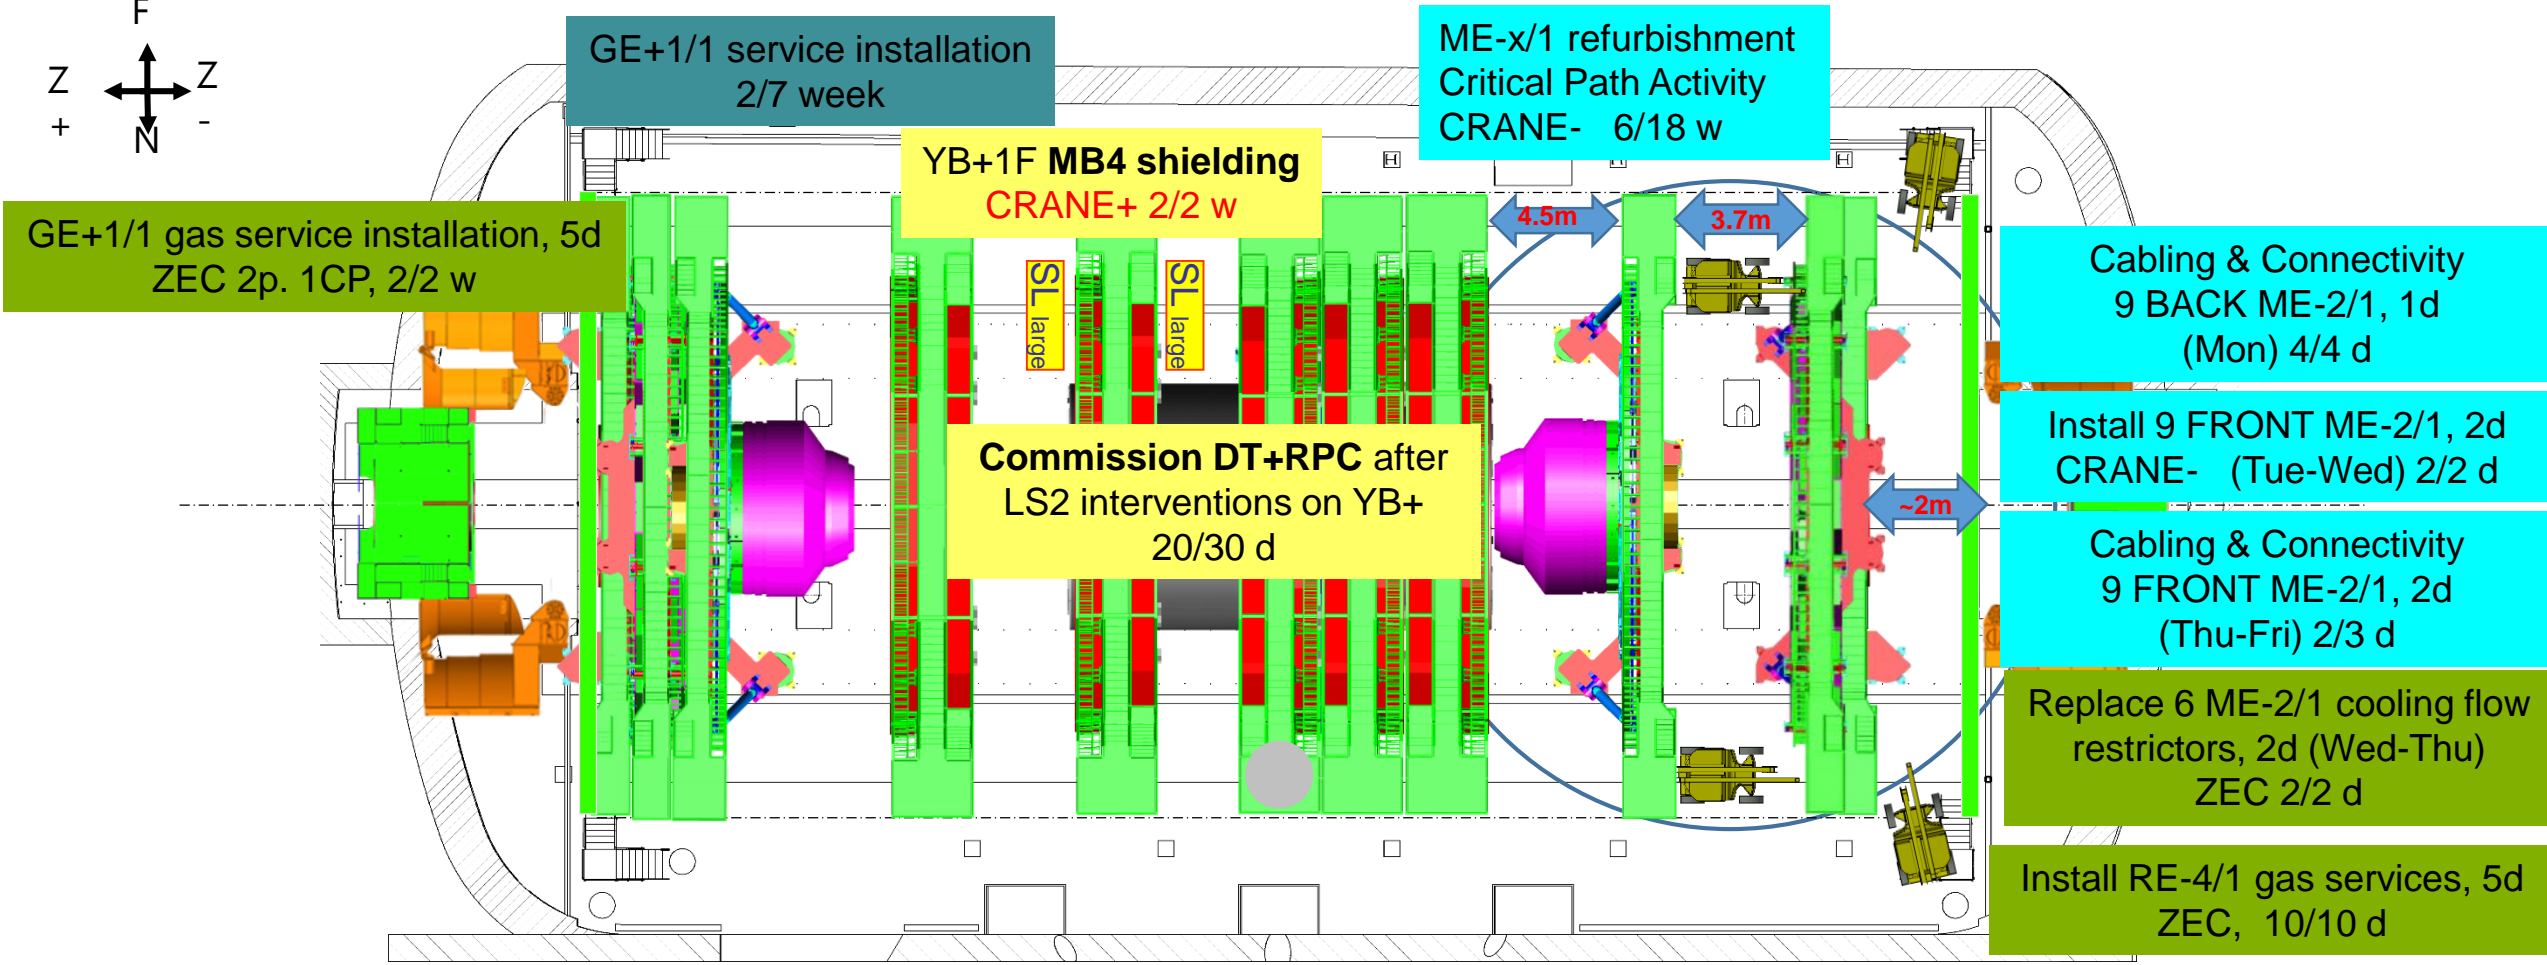 F
Z
Z
+
-
N
GE+1/1 service installation
2/7 week
ME-x/1 refurbishment
Critical Path Activity
CRANE-   6/18 w
YB+1F MB4 shielding
CRANE+ 2/2 w
GE+1/1 gas service installation, 5d
ZEC 2p. 1CP, 2/2 w
4.5m
3.7m
SL large
SL large
Cabling & Connectivity
9 BACK ME-2/1, 1d
(Mon) 4/4 d
Install 9 FRONT ME-2/1, 2d
CRANE-   (Tue-Wed) 2/2 d
Commission DT+RPC after
LS2 interventions on YB+
20/30 d
~2m
Cabling & Connectivity
9 FRONT ME-2/1, 2d
(Thu-Fri) 2/3 d
Replace 6 ME-2/1 cooling flow
restrictors, 2d (Wed-Thu)
ZEC 2/2 d
Install RE-4/1 gas services, 5d
ZEC,  10/10 d